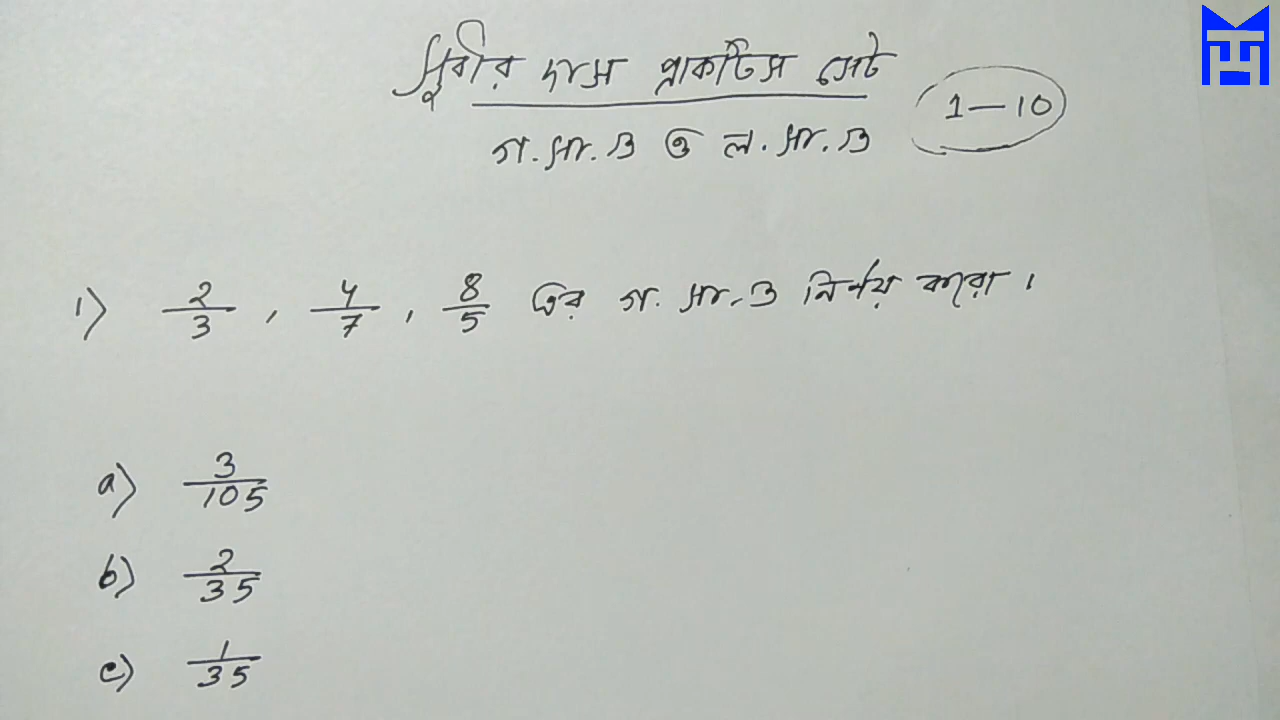 সুবীর দাস প্রাকটিস সেট
গ.সা.গু ও ল.সা.গু 1—10
1) 2/3 , 4/7 , 8/5 এর গ.সা.গু নির্ণয় করো।
a) 3/105
b) 2/35
c) 1/35